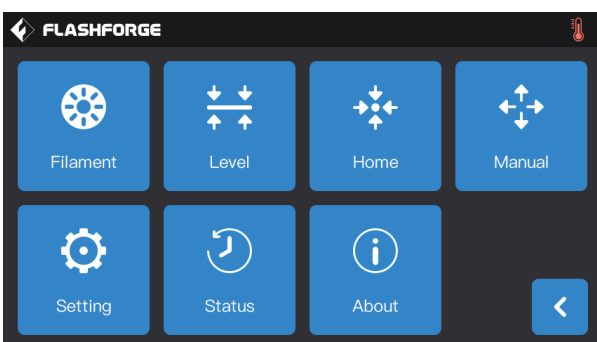 FLASHFORGE
Filament
Level
Home
Manual
Setting
Status
About